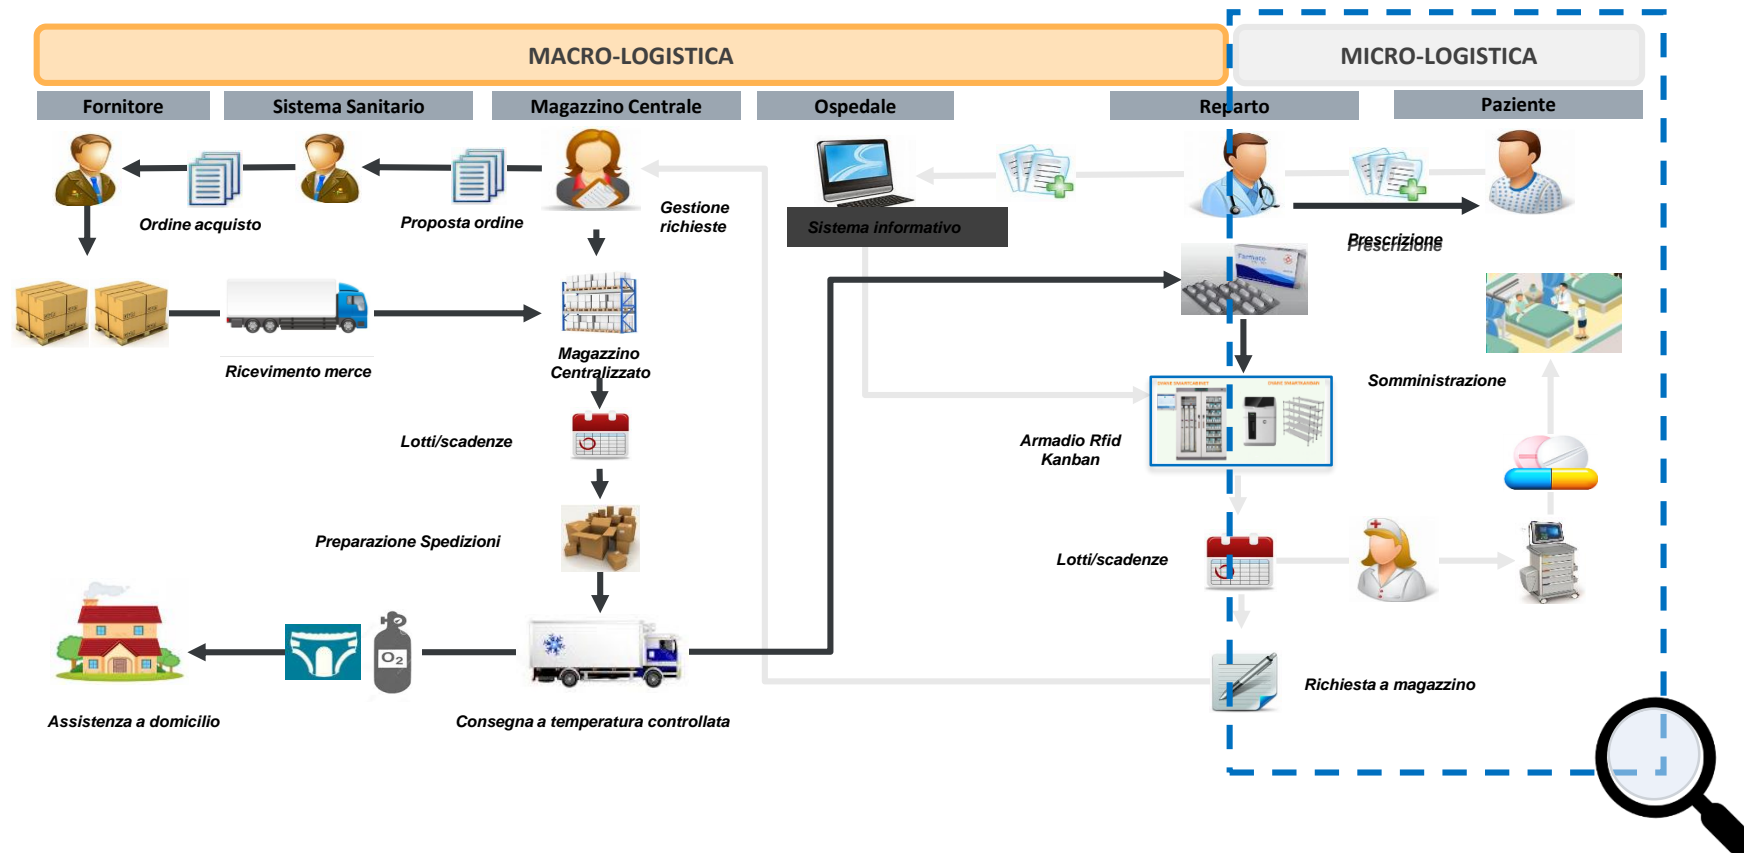 MACRO-LOGISTICA
MICRO-LOGISTICA
Fornitore
Sistema Sanitario
Magazzino Centrale
Ospedale
Reparto
Paziente
Ordine acquisto
Proposta ordine
Gestione
richieste
Sistema informativo
Prescrizione
Prescrizione
Ricevimento merce
Magazzino
Centralizzato
Somministrazione
Lotti/scadenze
Armadio Rfid
Kanban
Preparazione Spedizioni
Lotti/scadenze
O2
Richiesta a magazzino
Assistenza a domicilio
Consegna a temperatura controllata